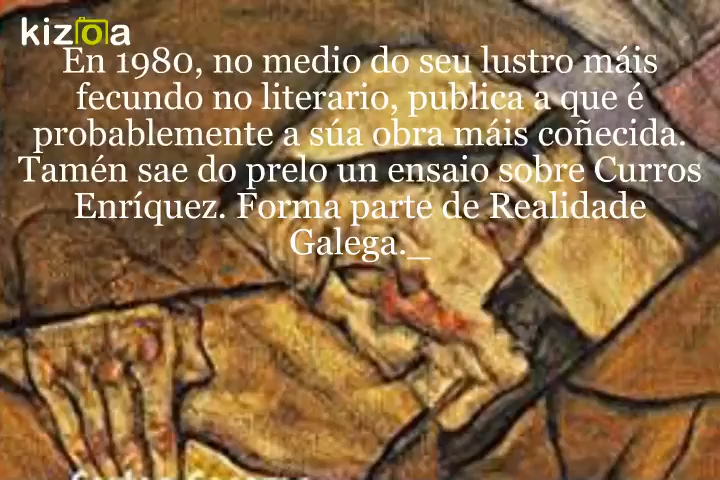 kizoa
En 1980, no medio do seu lustro máis
fecundo no literario, publica a que é
probablemente a súa obra máis coñecida.
Tamén sae do prelo un ensaio sobre Curros
Enríquez. Forma parte de Realidade
Galega._